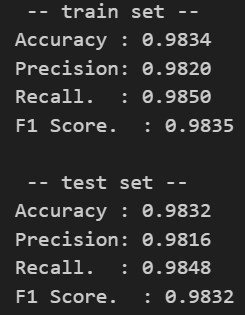 -- train set --
Accuracy : 0.9834
Precision: 0.9820
Recall.  : 0.9850
F1 Score.  : 0.9835

-- test set --
Accuracy : 0.9832
Precision: 0.9816
Recall.  : 0.9848
F1 Score.  : 0.9832